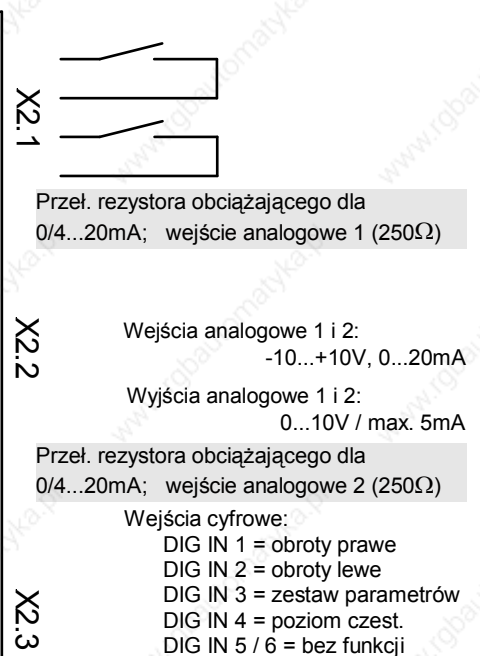 X2.1
Przeł. rezystora obciążającego dla
0/4...20mA; wejście analogowe 1 (250Ω)
X2.2
Wejścia analogowe 1 i 2:
-10...+10V, 0...20mA
Wyjścia analogowe 1 i 2:
0...10V / max. 5mA
Przeł. rezystora obciążającego dla
0/4...20mA; wejście analogowe 2 (250Ω)
X2.3
Wejścia cyfrowe:
DIG IN 1 = obroty prawe
DIG IN 2 = obroty lewe
DIG IN 3 = zestaw parametrów
DIG IN 4 = poziom czest.
DIG IN 5 / 6 = bez funkcji